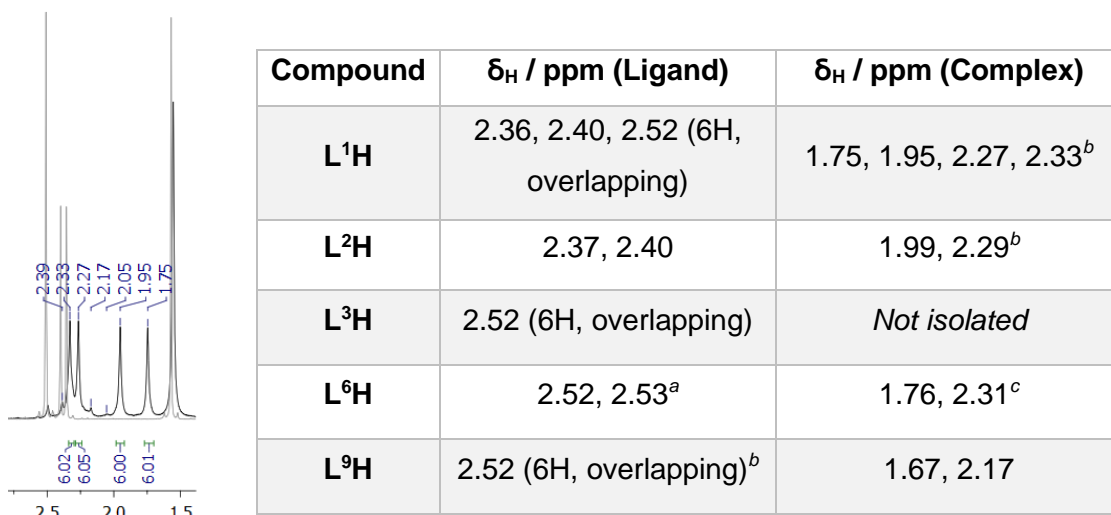 2.39
2.33
2.27
2.17
2.05
1.95
1.75
6.02
6.05
6.00
6.01
2.5 2.0 1.5
Compound δH / ppm (Ligand) δH / ppm (Complex)
L¹H 2.36, 2.40, 2.52 (6H, overlapping) 1.75, 1.95, 2.27, 2.33ᵇ
L²H 2.37, 2.40 1.99, 2.29ᵇ
L³H 2.52 (6H, overlapping) Not isolated
L⁶H 2.52, 2.53ᵃ 1.76, 2.31ᶜ
L⁹H 2.52 (6H, overlapping)ᵇ 1.67, 2.17